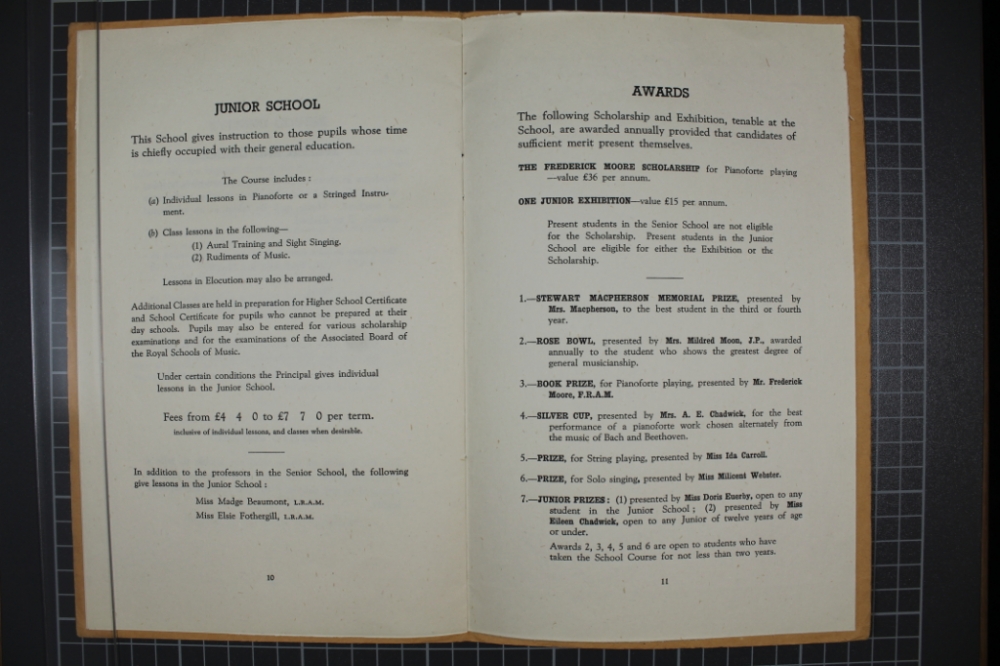 JUNIOR SCHOOL
This School gives instruction to those pupils whose time
is chiefly occupied with their general education.
The Course includes :
(a) Individual lessons in Pianoforte or a Stringed Instru-
ment.
(b) Class lessons in the following—
(1) Aural Training and Sight Singing.
(2) Rudiments of Music.
Lessons in Elocution may also be arranged.
Additional Classes are held in preparation for Higher School Certificate
and School Certificate for pupils who cannot be prepared at their
day schools. Pupils may also be entered for various scholarship
examinations and for the examinations of the Associated Board of
the Royal Schools of Music.
Under certain conditions the Principal gives individual
lessons in the Junior School.
Fees from £4 4 0 to £7 7 0 per term.
inclusive of individual lessons, and classes when desirable.
In addition to the professors in the Senior School, the following
give lessons in the Junior School :
Miss Madge Beaumont, L.R.A.M.
Miss Elsie Fothergill, L.R.A.M.
10
AWARDS
The following Scholarship and Exhibition, tenable at the
School, are awarded annually provided that candidates of
sufficient merit present themselves.
THE FREDERICK MOORE SCHOLARSHIP for Pianoforte playing
—value £36 per annum.
ONE JUNIOR EXHIBITION—value £15 per annum.
Present students in the Senior School are not eligible
for the Scholarship. Present students in the Junior
School are eligible for either the Exhibition or the
Scholarship.
1.—STEWART MACPHERSON MEMORIAL PRIZE, presented by
Mrs. Macpherson, to the best student in the third or fourth
year.
2.—ROSE BOWL, presented by Mrs. Mildred Moon, J.P., awarded
annually to the student who shows the greatest degree of
general musicianship.
3.—BOOK PRIZE, for Pianoforte playing, presented by Mr. Frederick
Moore, F.R.A.M.
4.—SILVER CUP, presented by Mrs. A. E. Chadwick, for the best
performance of a pianoforte work chosen alternately from
the music of Bach and Beethoven.
5.—PRIZE, for String playing, presented by Miss Ida Carroll.
6.—PRIZE, for Solo singing, presented by Miss Milicent Webster.
7.—JUNIOR PRIZES : (1) presented by Miss Doris Euerby, open to any
student in the Junior School ; (2) presented by Miss
Eileen Chadwick, open to any Junior of twelve years of age
or under.
Awards 2, 3, 4, 5 and 6 are open to students who have
taken the School Course for not less than two years.
11